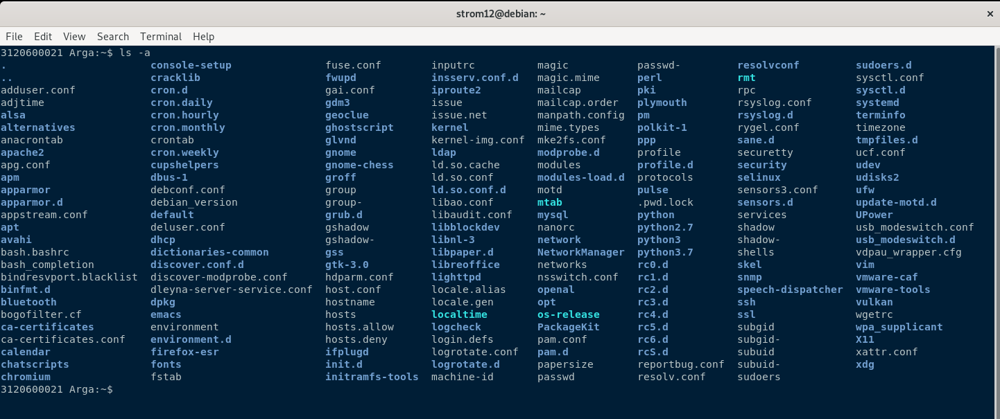 strom12@debian: ~
File Edit View Search Terminal Help
3120600021 Arga:~$ ls -a
. console-setup fuse.conf inputrc magic passwd- resolvconf sudoers.d
.. cracklib fwupd insserv.conf.d magic.mime perl rmt sysctl.conf
adduser.conf cron.d gai.conf iproute2 mailcap pki rpc sysctl.d
adjtime cron.daily gdm3 issue mailcap.order plymouth rsyslog.conf systemd
alsa cron.hourly geoclue issue.net manpath.config pm rsyslog.d terminfo
alternatives cron.monthly ghostscript kernel mime.types polkit-1 rygel.conf timezone
anacrontab crontab glvnd kernel-img.conf mke2fs.conf ppp sane.d tmpfiles.d
apache2 cron.weekly gnome ldap modprobe.d profile securetty ucf.conf
apg.conf cupshelpers gnome-chess ld.so.cache modules profile.d security udev
apm dbus-1 groff ld.so.conf modules-load.d protocols selinux udisks2
apparmor debconf.conf group ld.so.conf.d motd pulse sensors3.conf ufw
apparmor.d debian_version group- libao.conf mtab .pwd.lock sensors.d update-motd.d
appstream.conf default grub.d libaudit.conf mysql python services UPower
apt deluser.conf gshadow libblockdev nanorc python2.7 shadow usb_modeswitch.conf
avahi dhcp gshadow- libnl-3 network python3 shadow- usb_modeswitch.d
bash.bashrc dictionaries-common gss libpaper.d NetworkManager python3.7 shells vdpau_wrapper.cfg
bash_completion discover.conf.d gtk-3.0 libreoffice networks rc0.d skel vim
bindresvport.blacklist discover-modprobe.conf hdparm.conf lighttpd nsswitch.conf rc1.d snmp vmware-caf
binfmt.d dleyna-server-service.conf host.conf locale.alias openal rc2.d speech-dispatcher vmware-tools
bluetooth dpkg hostname locale.gen opt rc3.d ssh vulkan
bogofilter.cf emacs hosts localtime os-release rc4.d ssl wgetrc
ca-certificates environment hosts.allow logcheck PackageKit rc5.d subgid wpa_supplicant
ca-certificates.conf environment.d hosts.deny login.defs pam.conf rc6.d subgid- X11
calendar firefox-esr ifplugd logrotate.conf pam.d rcS.d subuid xattr.conf
chatscripts fonts init.d logrotate.d papersize reportbug.conf subuid- xdg
chromium fstab initramfs-tools machine-id passwd resolv.conf sudoers
3120600021 Arga:~$